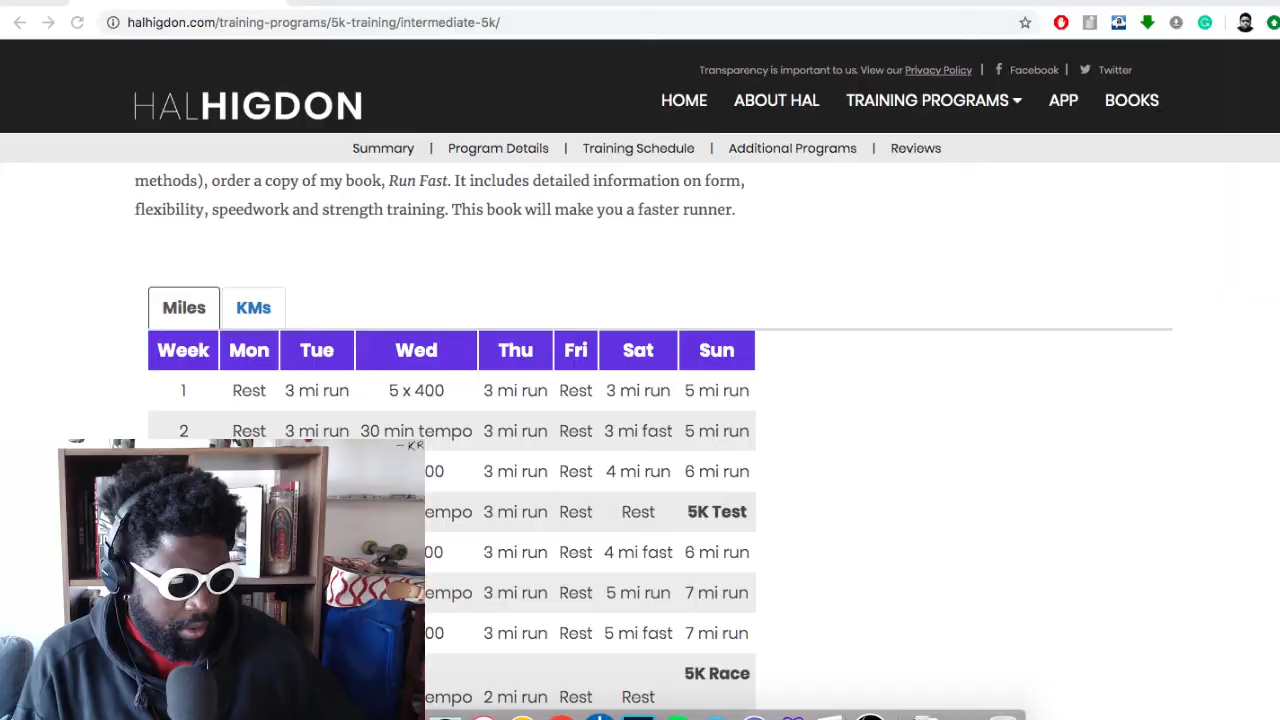 halhigdon.com/training-programs/5k-training/intermediate-5k/
Transparency is important to us. View our Privacy Policy | Facebook | Twitter
HALHIGDON
HOME ABOUT HAL TRAINING PROGRAMS APP BOOKS
Summary | Program Details | Training Schedule | Additional Programs | Reviews
methods), order a copy of my book, Run Fast. It includes detailed information on form,
flexibility, speedwork and strength training. This book will make you a faster runner.
Miles KMs
Week Mon Tue Wed Thu Fri Sat Sun
1 Rest 3 mi run 5 x 400 3 mi run Rest 3 mi run 5 mi run
2 Rest 3 mi run 30 min tempo 3 mi run Rest 3 mi fast 5 mi run
00 3 mi run Rest 4 mi run 6 mi run
empo 3 mi run Rest Rest 5K Test
00 3 mi run Rest 4 mi fast 6 mi run
empo 3 mi run Rest 5 mi run 7 mi run
00 3 mi run Rest 5 mi fast 7 mi run
5K Race
empo 2 mi run Rest Rest